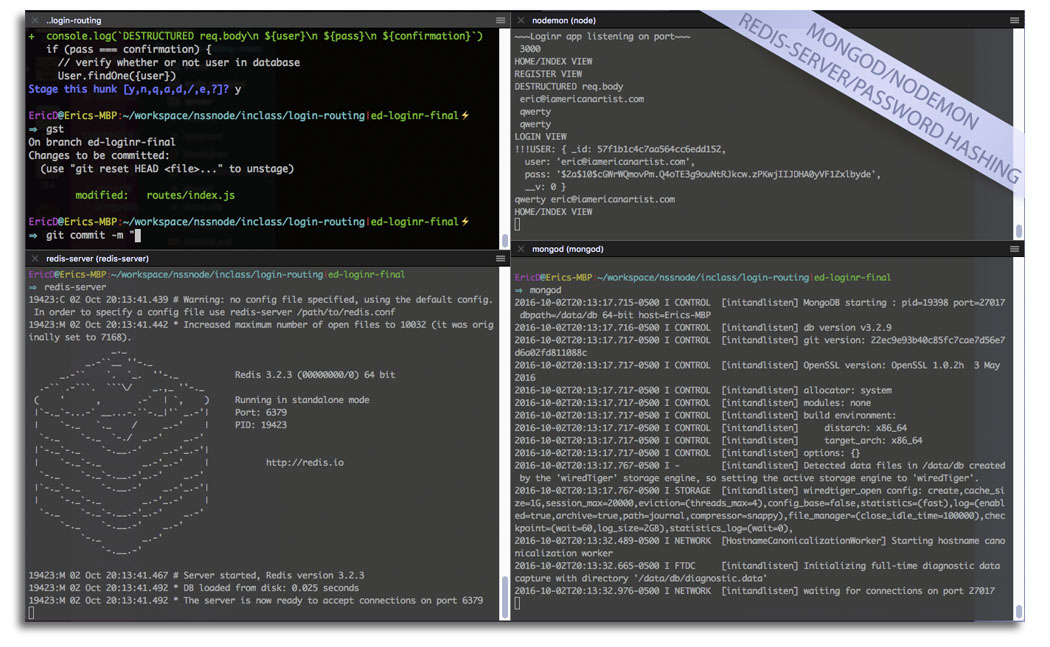 ..login-routing
+  console.log(`DESTRUCTURED req.body\n ${user}\n ${pass}\n ${confirmation}`)
if (pass === confirmation) {
// verify whether or not user in database
User.findOne({user})
Stage this hunk [y,n,q,a,d,/,e,?]? y
EricD@Erics-MBP:~/workspace/nssnode/inclass/login-routing|ed-loginr-final⚡
⇒  gst
On branch ed-loginr-final
Changes to be committed:
(use "git reset HEAD <file>..." to unstage)
modified:   routes/index.js
EricD@Erics-MBP:~/workspace/nssnode/inclass/login-routing|ed-loginr-final⚡
⇒  git commit -m "
nodemon (node)
~~~Loginr app listening on port~~~
3000
HOME/INDEX VIEW
REGISTER VIEW
DESTRUCTURED req.body
eric@iamericanartist.com
qwerty
qwerty
LOGIN VIEW
!!!USER: { _id: 57f1b1c4c7aa564cc6edd152,
user: 'eric@iamericanartist.com',
pass: '$2a$10$cGWrWQmovPm.Q4oTE3g9ouNtRJkcw.zPKwjIIJDHA0yVF1Zxlbyde',
__v: 0 }
qwerty eric@iamericanartist.com
HOME/INDEX VIEW
MONGOD/NODEMON
REDIS-SERVER/PASSWORD HASHING
redis-server (redis-server)
EricD@Erics-MBP:~/workspace/nssnode/inclass/login-routing|ed-loginr-final
⇒  redis-server
19423:C 02 Oct 20:13:41.439 # Warning: no config file specified, using the default config.
In order to specify a config file use redis-server /path/to/redis.conf
19423:M 02 Oct 20:13:41.442 * Increased maximum number of open files to 10032 (it was orig
inally set to 7168).
Redis 3.2.3 (00000000/0) 64 bit
Running in standalone mode
Port: 6379
PID: 19423
http://redis.io
19423:M 02 Oct 20:13:41.467 # Server started, Redis version 3.2.3
19423:M 02 Oct 20:13:41.492 * DB loaded from disk: 0.025 seconds
19423:M 02 Oct 20:13:41.492 * The server is now ready to accept connections on port 6379
mongod (mongod)
EricD@Erics-MBP:~/workspace/nssnode/inclass/login-routing|ed-loginr-final
⇒  mongod
2016-10-02T20:13:17.715-0500 I CONTROL  [initandlisten] MongoDB starting : pid=19398 port=27017
dbpath=/data/db 64-bit host=Erics-MBP
2016-10-02T20:13:17.716-0500 I CONTROL  [initandlisten] db version v3.2.9
2016-10-02T20:13:17.717-0500 I CONTROL  [initandlisten] git version: 22ec9e93b40c85fc7cae7d56e7
d6a02fd811088c
2016-10-02T20:13:17.717-0500 I CONTROL  [initandlisten] OpenSSL version: OpenSSL 1.0.2h  3 May
2016
2016-10-02T20:13:17.717-0500 I CONTROL  [initandlisten] allocator: system
2016-10-02T20:13:17.717-0500 I CONTROL  [initandlisten] modules: none
2016-10-02T20:13:17.717-0500 I CONTROL  [initandlisten] build environment:
2016-10-02T20:13:17.717-0500 I CONTROL  [initandlisten]     distarch: x86_64
2016-10-02T20:13:17.717-0500 I CONTROL  [initandlisten]     target_arch: x86_64
2016-10-02T20:13:17.717-0500 I CONTROL  [initandlisten] options: {}
2016-10-02T20:13:17.767-0500 I -        [initandlisten] Detected data files in /data/db created
by the 'wiredTiger' storage engine, so setting the active storage engine to 'wiredTiger'.
2016-10-02T20:13:17.767-0500 I STORAGE  [initandlisten] wiredtiger_open config: create,cache_si
ze=1G,session_max=20000,eviction=(threads_max=4),config_base=false,statistics=(fast),log=(enabl
ed=true,archive=true,path=journal,compressor=snappy),file_manager=(close_idle_time=100000),chec
kpoint=(wait=60,log_size=2GB),statistics_log=(wait=0),
2016-10-02T20:13:32.489-0500 I NETWORK  [HostnameCanonicalizationWorker] Starting hostname cano
nicalization worker
2016-10-02T20:13:32.665-0500 I FTDC     [initandlisten] Initializing full-time diagnostic data
capture with directory '/data/db/diagnostic.data'
2016-10-02T20:13:32.976-0500 I NETWORK  [initandlisten] waiting for connections on port 27017